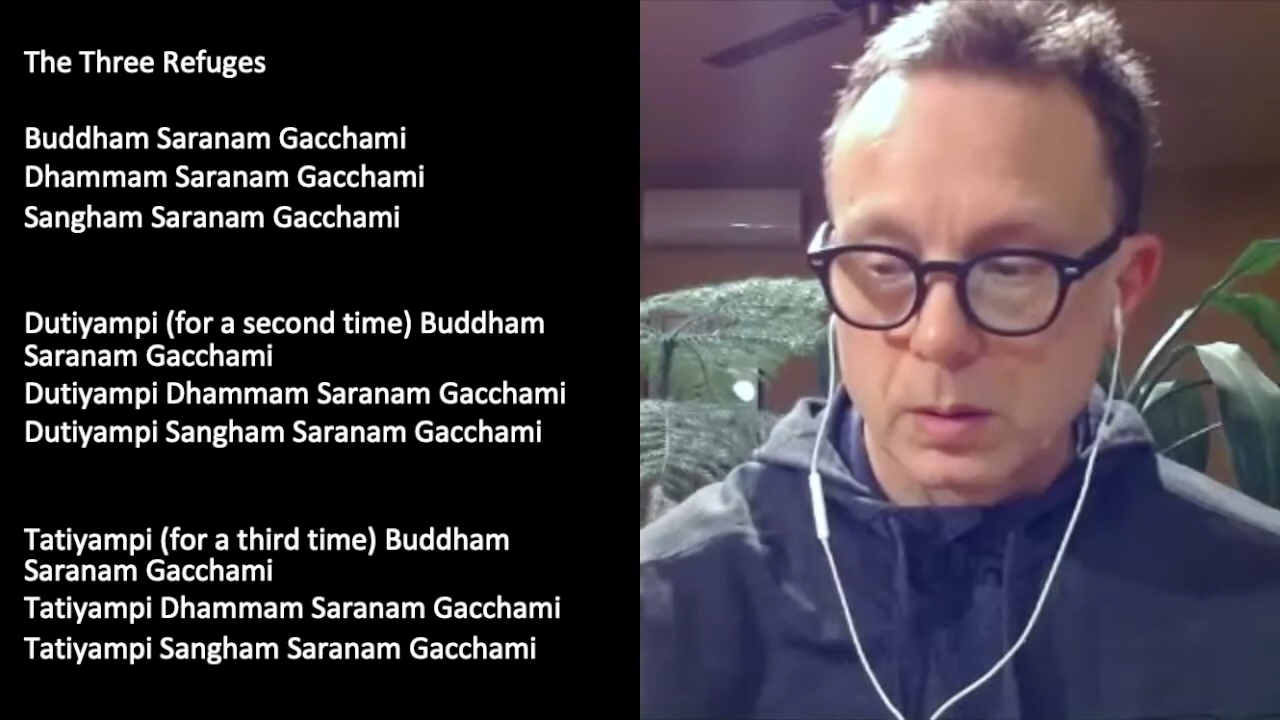 The Three Refuges
Buddham Saranam Gacchami
Dhammam Saranam Gacchami
Sangham Saranam Gacchami
Dutiyampi (for a second time) Buddham
Saranam Gacchami
Dutiyampi Dhammam Saranam Gacchami
Dutiyampi Sangham Saranam Gacchami
Tatiyampi (for a third time) Buddham
Saranam Gacchami
Tatiyampi Dhammam Saranam Gacchami
Tatiyampi Sangham Saranam Gacchami